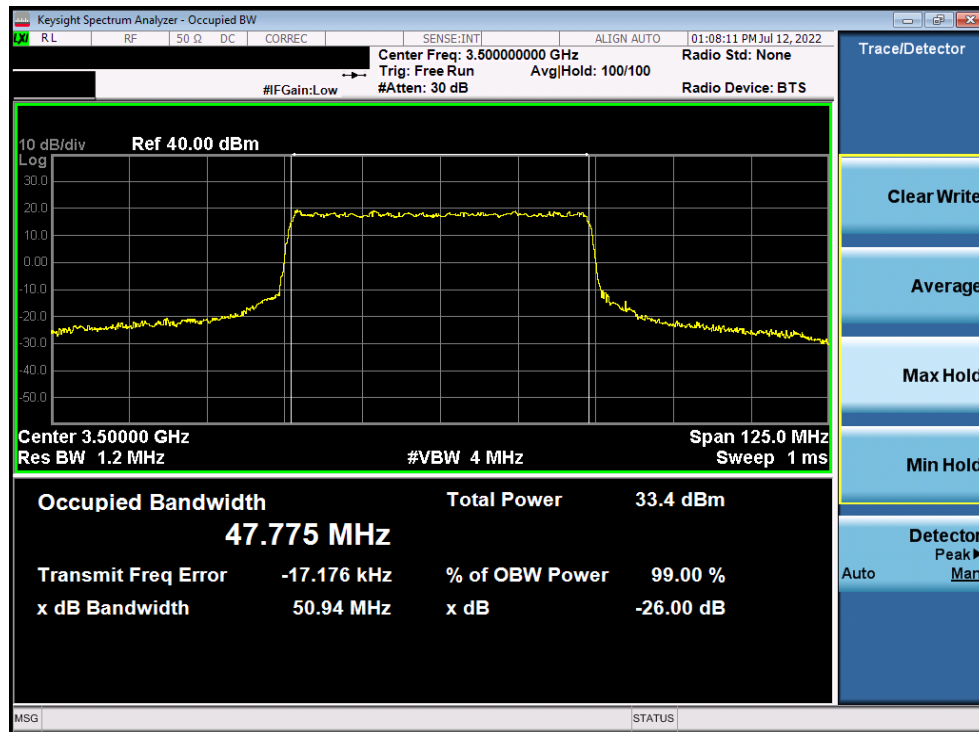 Keysight Spectrum Analyzer - Occupied BW
LXI RL RF 50 Ω DC CORREC SENSE:INT ALIGN AUTO 01:08:11 PM Jul 12, 2022
Center Freq: 3.500000000 GHz Radio Std: None
Trig: Free Run Avg|Hold: 100/100
#IFGain:Low #Atten: 30 dB Radio Device: BTS
10 dB/div Ref 40.00 dBm
Log
30.0
20.0
10.0
0.00
-10.0
-20.0
-30.0
-40.0
-50.0
Center 3.50000 GHz Span 125.0 MHz
Res BW 1.2 MHz #VBW 4 MHz Sweep 1 ms
Occupied Bandwidth Total Power 33.4 dBm
47.775 MHz
Transmit Freq Error -17.176 kHz % of OBW Power 99.00 %
x dB Bandwidth 50.94 MHz x dB -26.00 dB
MSG STATUS
Trace/Detector
Clear Write
Average
Max Hold
Min Hold
Detector
Peak▶
Auto Man